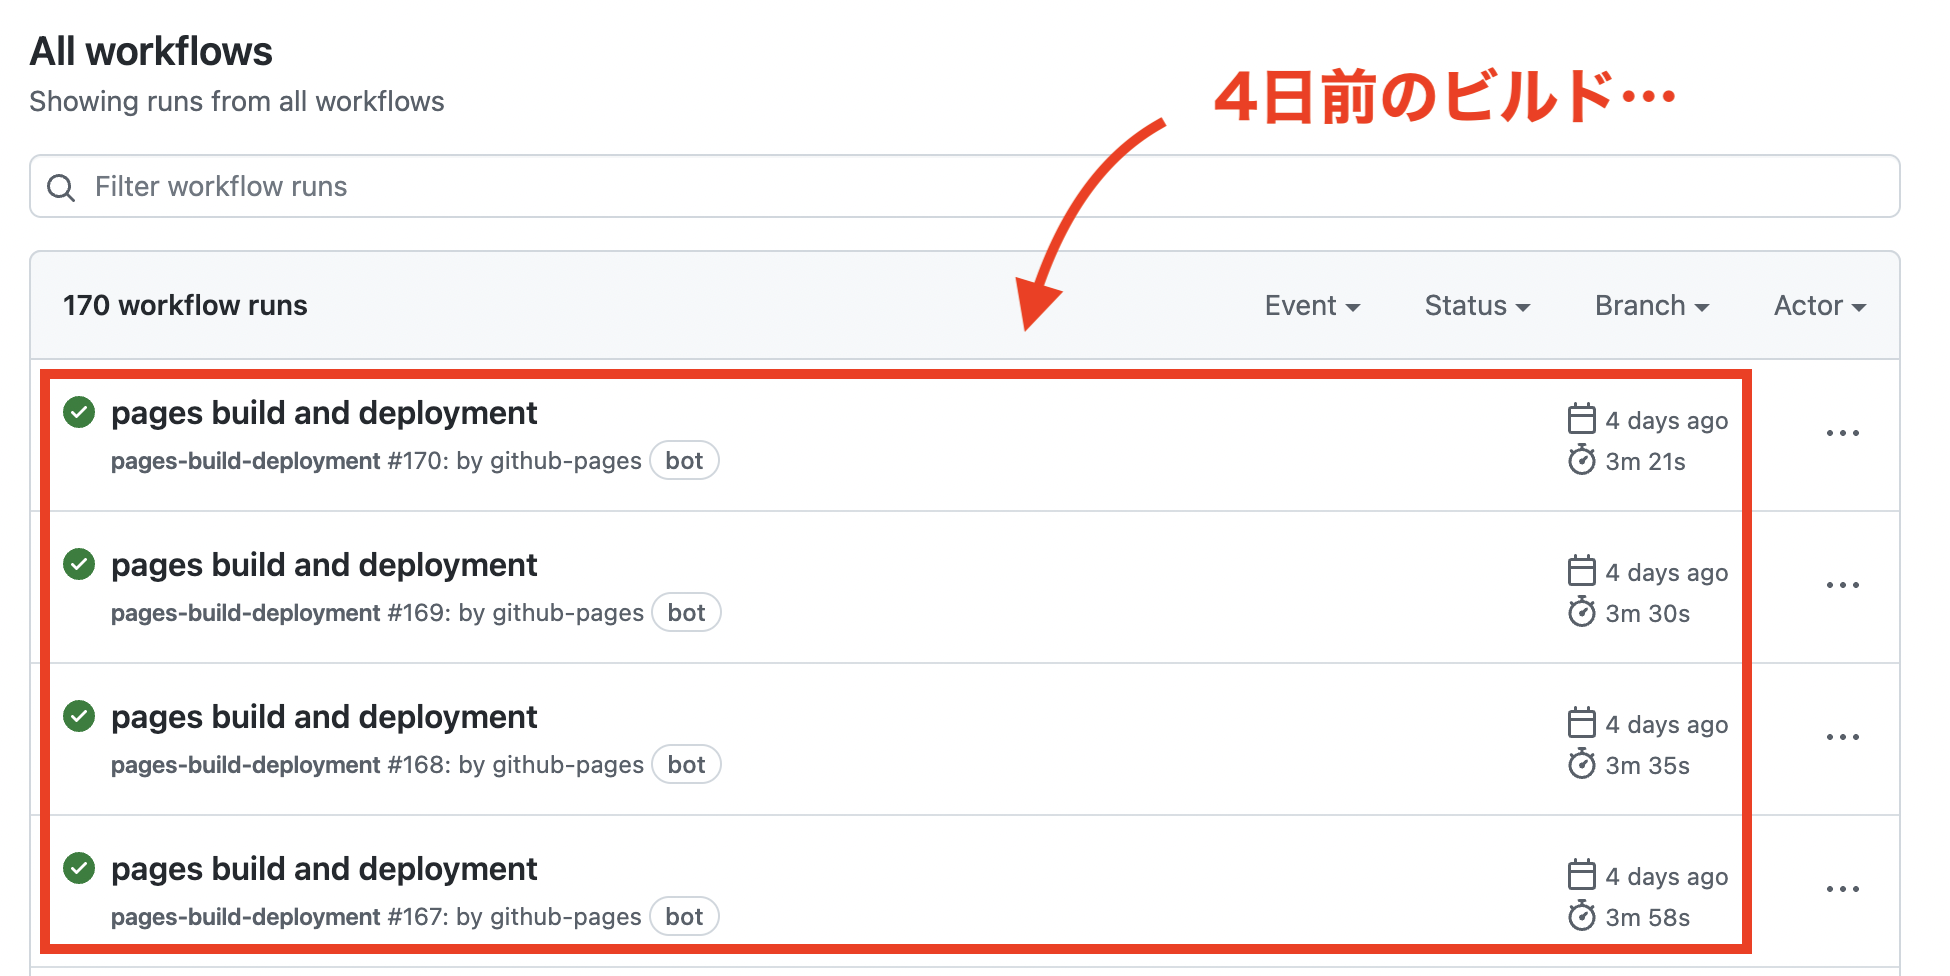 All workflows
Showing runs from all workflows
4日前のビルド…
Filter workflow runs
170 workflow runs Event Status Branch Actor
pages build and deployment
4 days ago
pages-build-deployment #170: by github-pages bot
3m 21s
pages build and deployment
4 days ago
pages-build-deployment #169: by github-pages bot
3m 30s
pages build and deployment
4 days ago
pages-build-deployment #168: by github-pages bot
3m 35s
pages build and deployment
4 days ago
pages-build-deployment #167: by github-pages bot
3m 58s